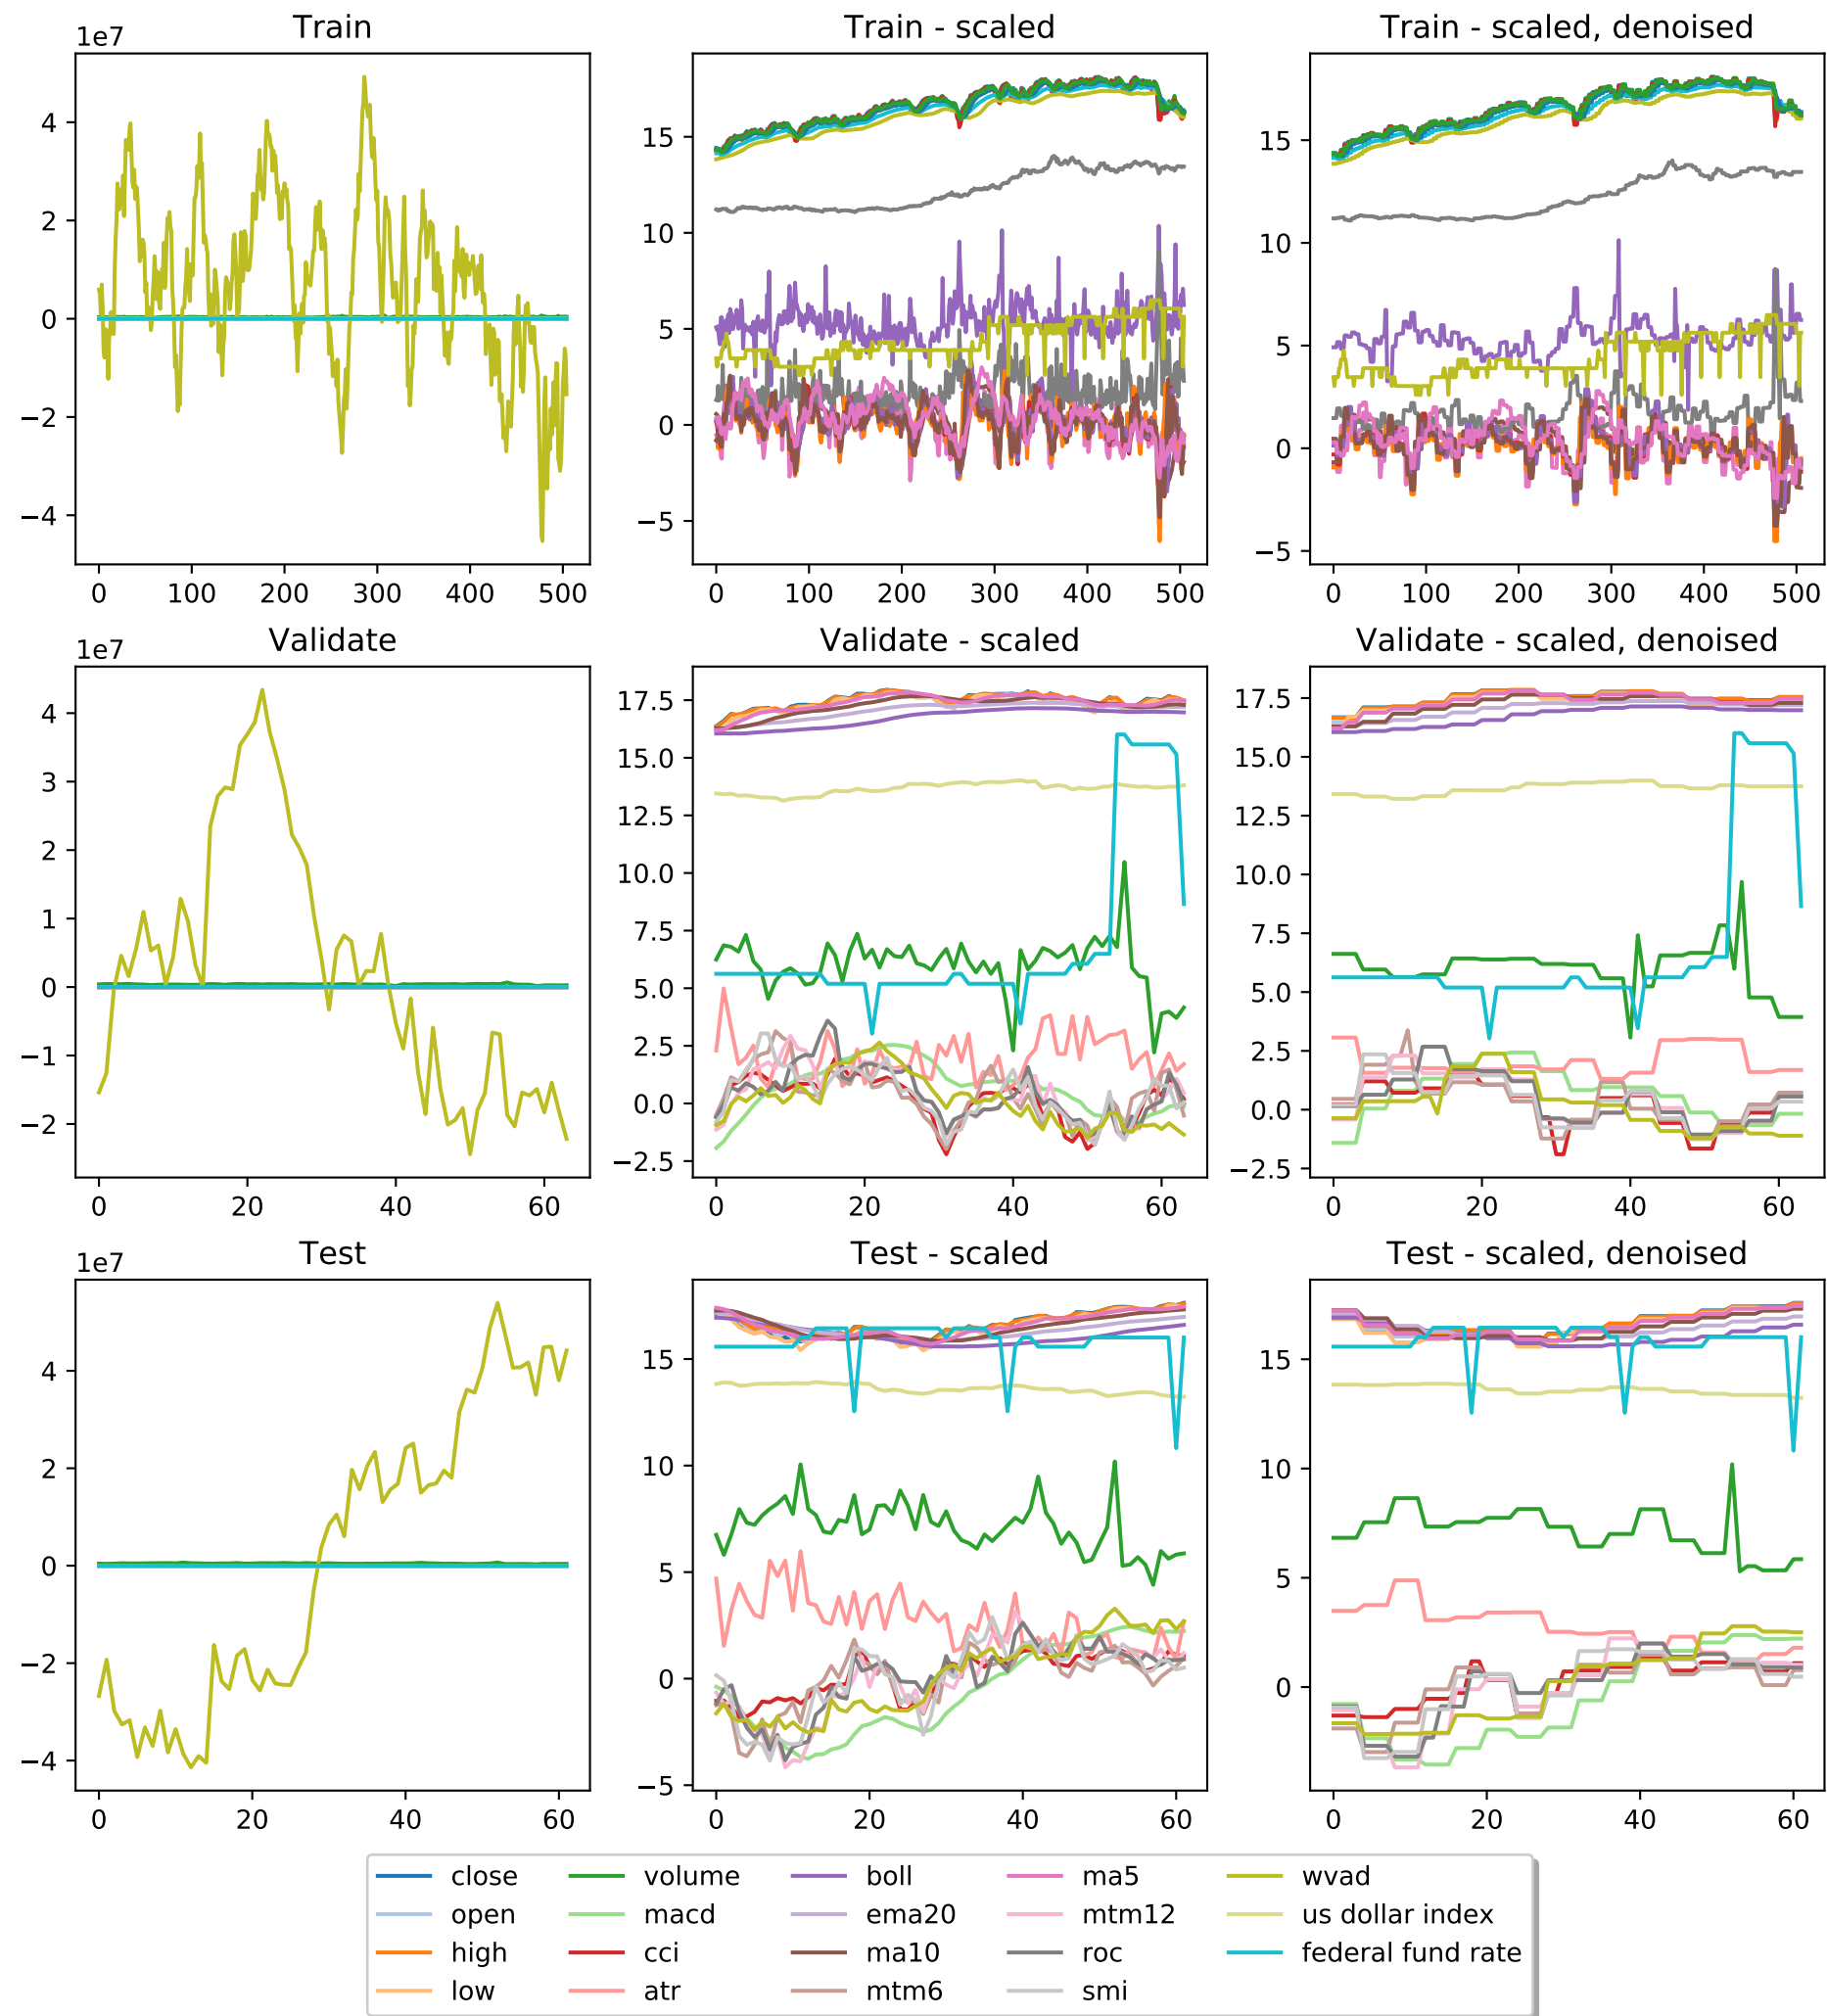 Train
Train - scaled
Train - scaled, denoised
1e7
4
2
0
−2
−4
0 100 200 300 400 500
15
10
5
0
−5
0 100 200 300 400 500
15
10
5
0
−5
0 100 200 300 400 500
Validate
Validate - scaled
Validate - scaled, denoised
1e7
4
3
2
1
0
−1
−2
0 20 40 60
17.5
15.0
12.5
10.0
7.5
5.0
2.5
0.0
−2.5
0 20 40 60
17.5
15.0
12.5
10.0
7.5
5.0
2.5
0.0
−2.5
0 20 40 60
Test
Test - scaled
Test - scaled, denoised
1e7
4
2
0
−2
−4
0 20 40 60
15
10
5
0
−5
0 20 40 60
15
10
5
0
0 20 40 60
close
open
high
low
volume
macd
cci
atr
boll
ema20
ma10
mtm6
ma5
mtm12
roc
smi
wvad
us dollar index
federal fund rate